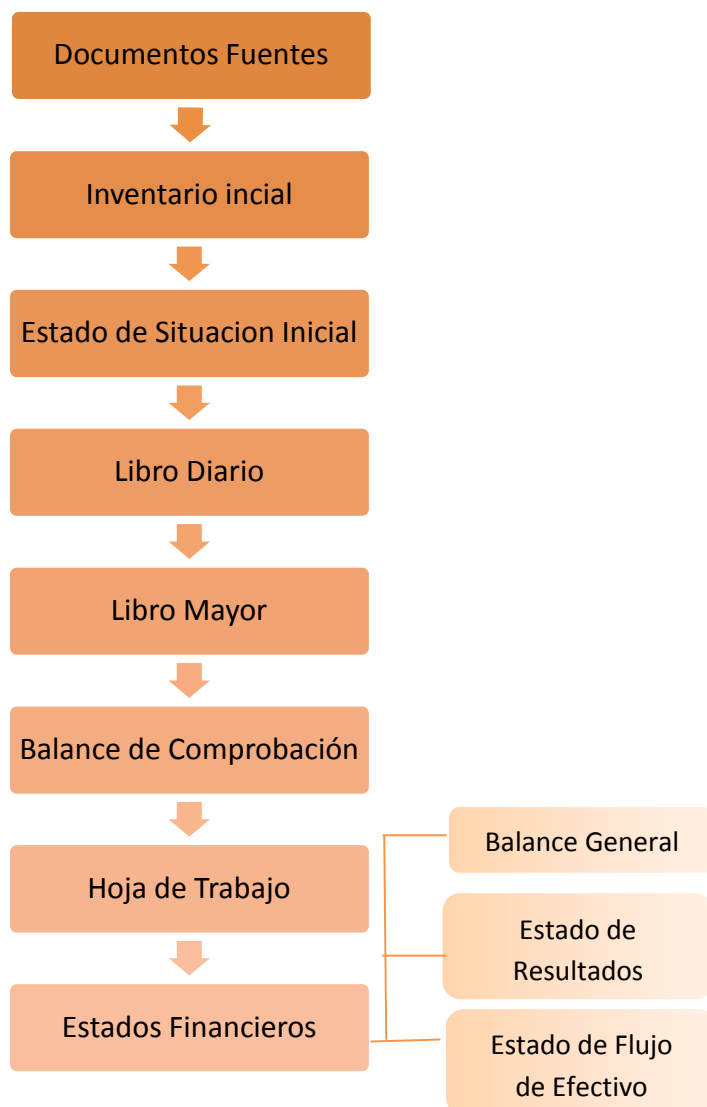 Documentos Fuentes
Inventario incial
Estado de Situacion Inicial
Libro Diario
Libro Mayor
Balance de Comprobación
Hoja de Trabajo
Estados Financieros
Balance General
Estado de
Resultados
Estado de Flujo
de Efectivo